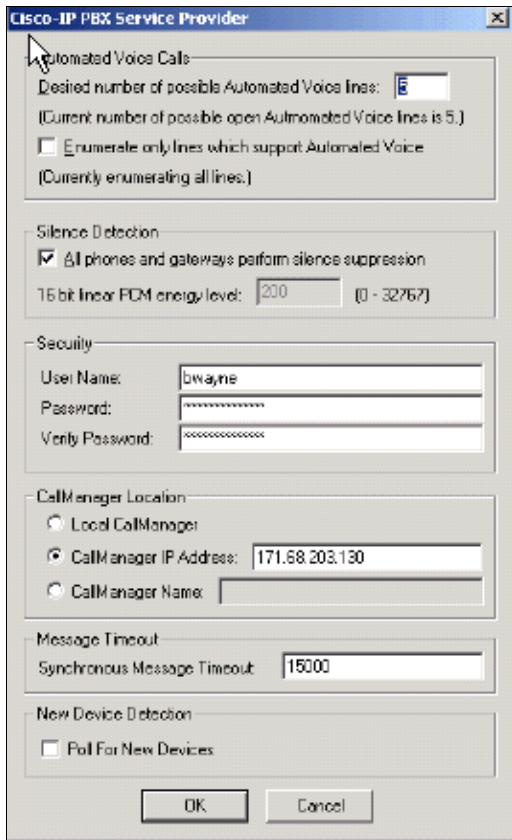 Cisco-IP PBX Service Provider
Automated Voice Calls
Desired number of possible Automated Voice lines: 5
(Current number of possible open Autmomated Voice lines is 5.)
Enumerate only lines which support Automated Voice
(Currently enumerating all lines.)
Silence Detection
All phones and gateways perform silence suppression
16 bit linear PCM energy level: 200 (0 - 32767)
Security
User Name: bwayne
Password: **************
Verify Password: **************
CallManager Location
Local CallManager
CallManager IP Address: 171.68.203.130
CallManager Name:
Message Timeout
Synchronous Message Timeout: 15000
New Device Detection
Poll For New Devices
OK Cancel